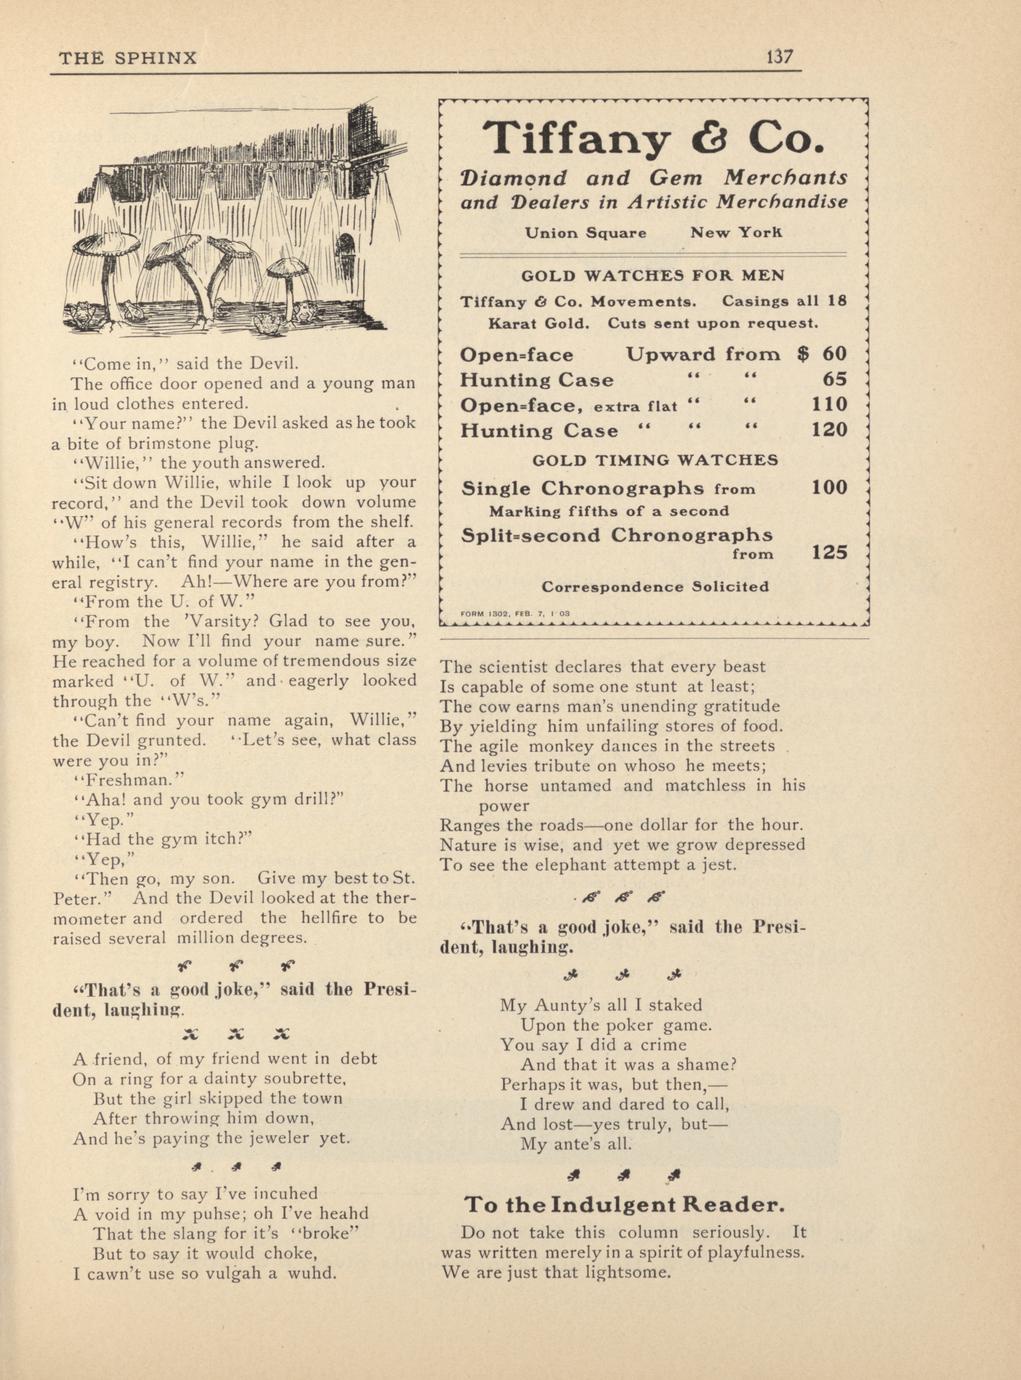 THE SPHINX 137
"Come in," said the Devil.
The office door opened and a young man
in loud clothes entered.
"Your name?" the Devil asked as he took
a bite of brimstone plug.
"Willie," the youth answered.
"Sit down Willie, while I look up your
record," and the Devil took down volume
"W" of his general records from the shelf.
"How's this, Willie," he said after a
while, "I can't find your name in the gen-
eral registry. Ah!—Where are you from?"
"From the U. of W."
"From the 'Varsity? Glad to see you,
my boy. Now I'll find your name sure."
He reached for a volume of tremendous size
marked "U. of W." and eagerly looked
through the "W's."
"Can't find your name again, Willie,"
the Devil grunted. "Let's see, what class
were you in?"
"Freshman."
"Aha! and you took gym drill?"
"Yep."
"Had the gym itch?"
"Yep,"
"Then go, my son. Give my best to St.
Peter." And the Devil looked at the ther-
mometer and ordered the hellfire to be
raised several million degrees.
"That's a good joke," said the Presi-
dent, laughing.
A friend, of my friend went in debt
On a ring for a dainty soubrette,
But the girl skipped the town
After throwing him down,
And he's paying the jeweler yet.
I'm sorry to say I've incuhed
A void in my puhse; oh I've heahd
That the slang for it's "broke"
But to say it would choke,
I cawn't use so vulgah a wuhd.
Tiffany & Co.
Diamond and Gem Merchants
and Dealers in Artistic Merchandise
Union Square New York
GOLD WATCHES FOR MEN
Tiffany & Co. Movements. Casings all 18
Karat Gold. Cuts sent upon request.
Open=face Upward from $ 60
Hunting Case " " 65
Open=face, extra flat " " 110
Hunting Case " " " 120
GOLD TIMING WATCHES
Single Chronographs from 100
Marking fifths of a second
Split=second Chronographs
from 125
Correspondence Solicited
FORM 1302, FEB. 7, 1 03
The scientist declares that every beast
Is capable of some one stunt at least;
The cow earns man's unending gratitude
By yielding him unfailing stores of food.
The agile monkey dances in the streets
And levies tribute on whoso he meets;
The horse untamed and matchless in his
power
Ranges the roads—one dollar for the hour.
Nature is wise, and yet we grow depressed
To see the elephant attempt a jest.
"That's a good joke," said the Presi-
dent, laughing.
My Aunty's all I staked
Upon the poker game.
You say I did a crime
And that it was a shame?
Perhaps it was, but then,—
I drew and dared to call,
And lost—yes truly, but—
My ante's all.
To the Indulgent Reader.
Do not take this column seriously. It
was written merely in a spirit of playfulness.
We are just that lightsome.